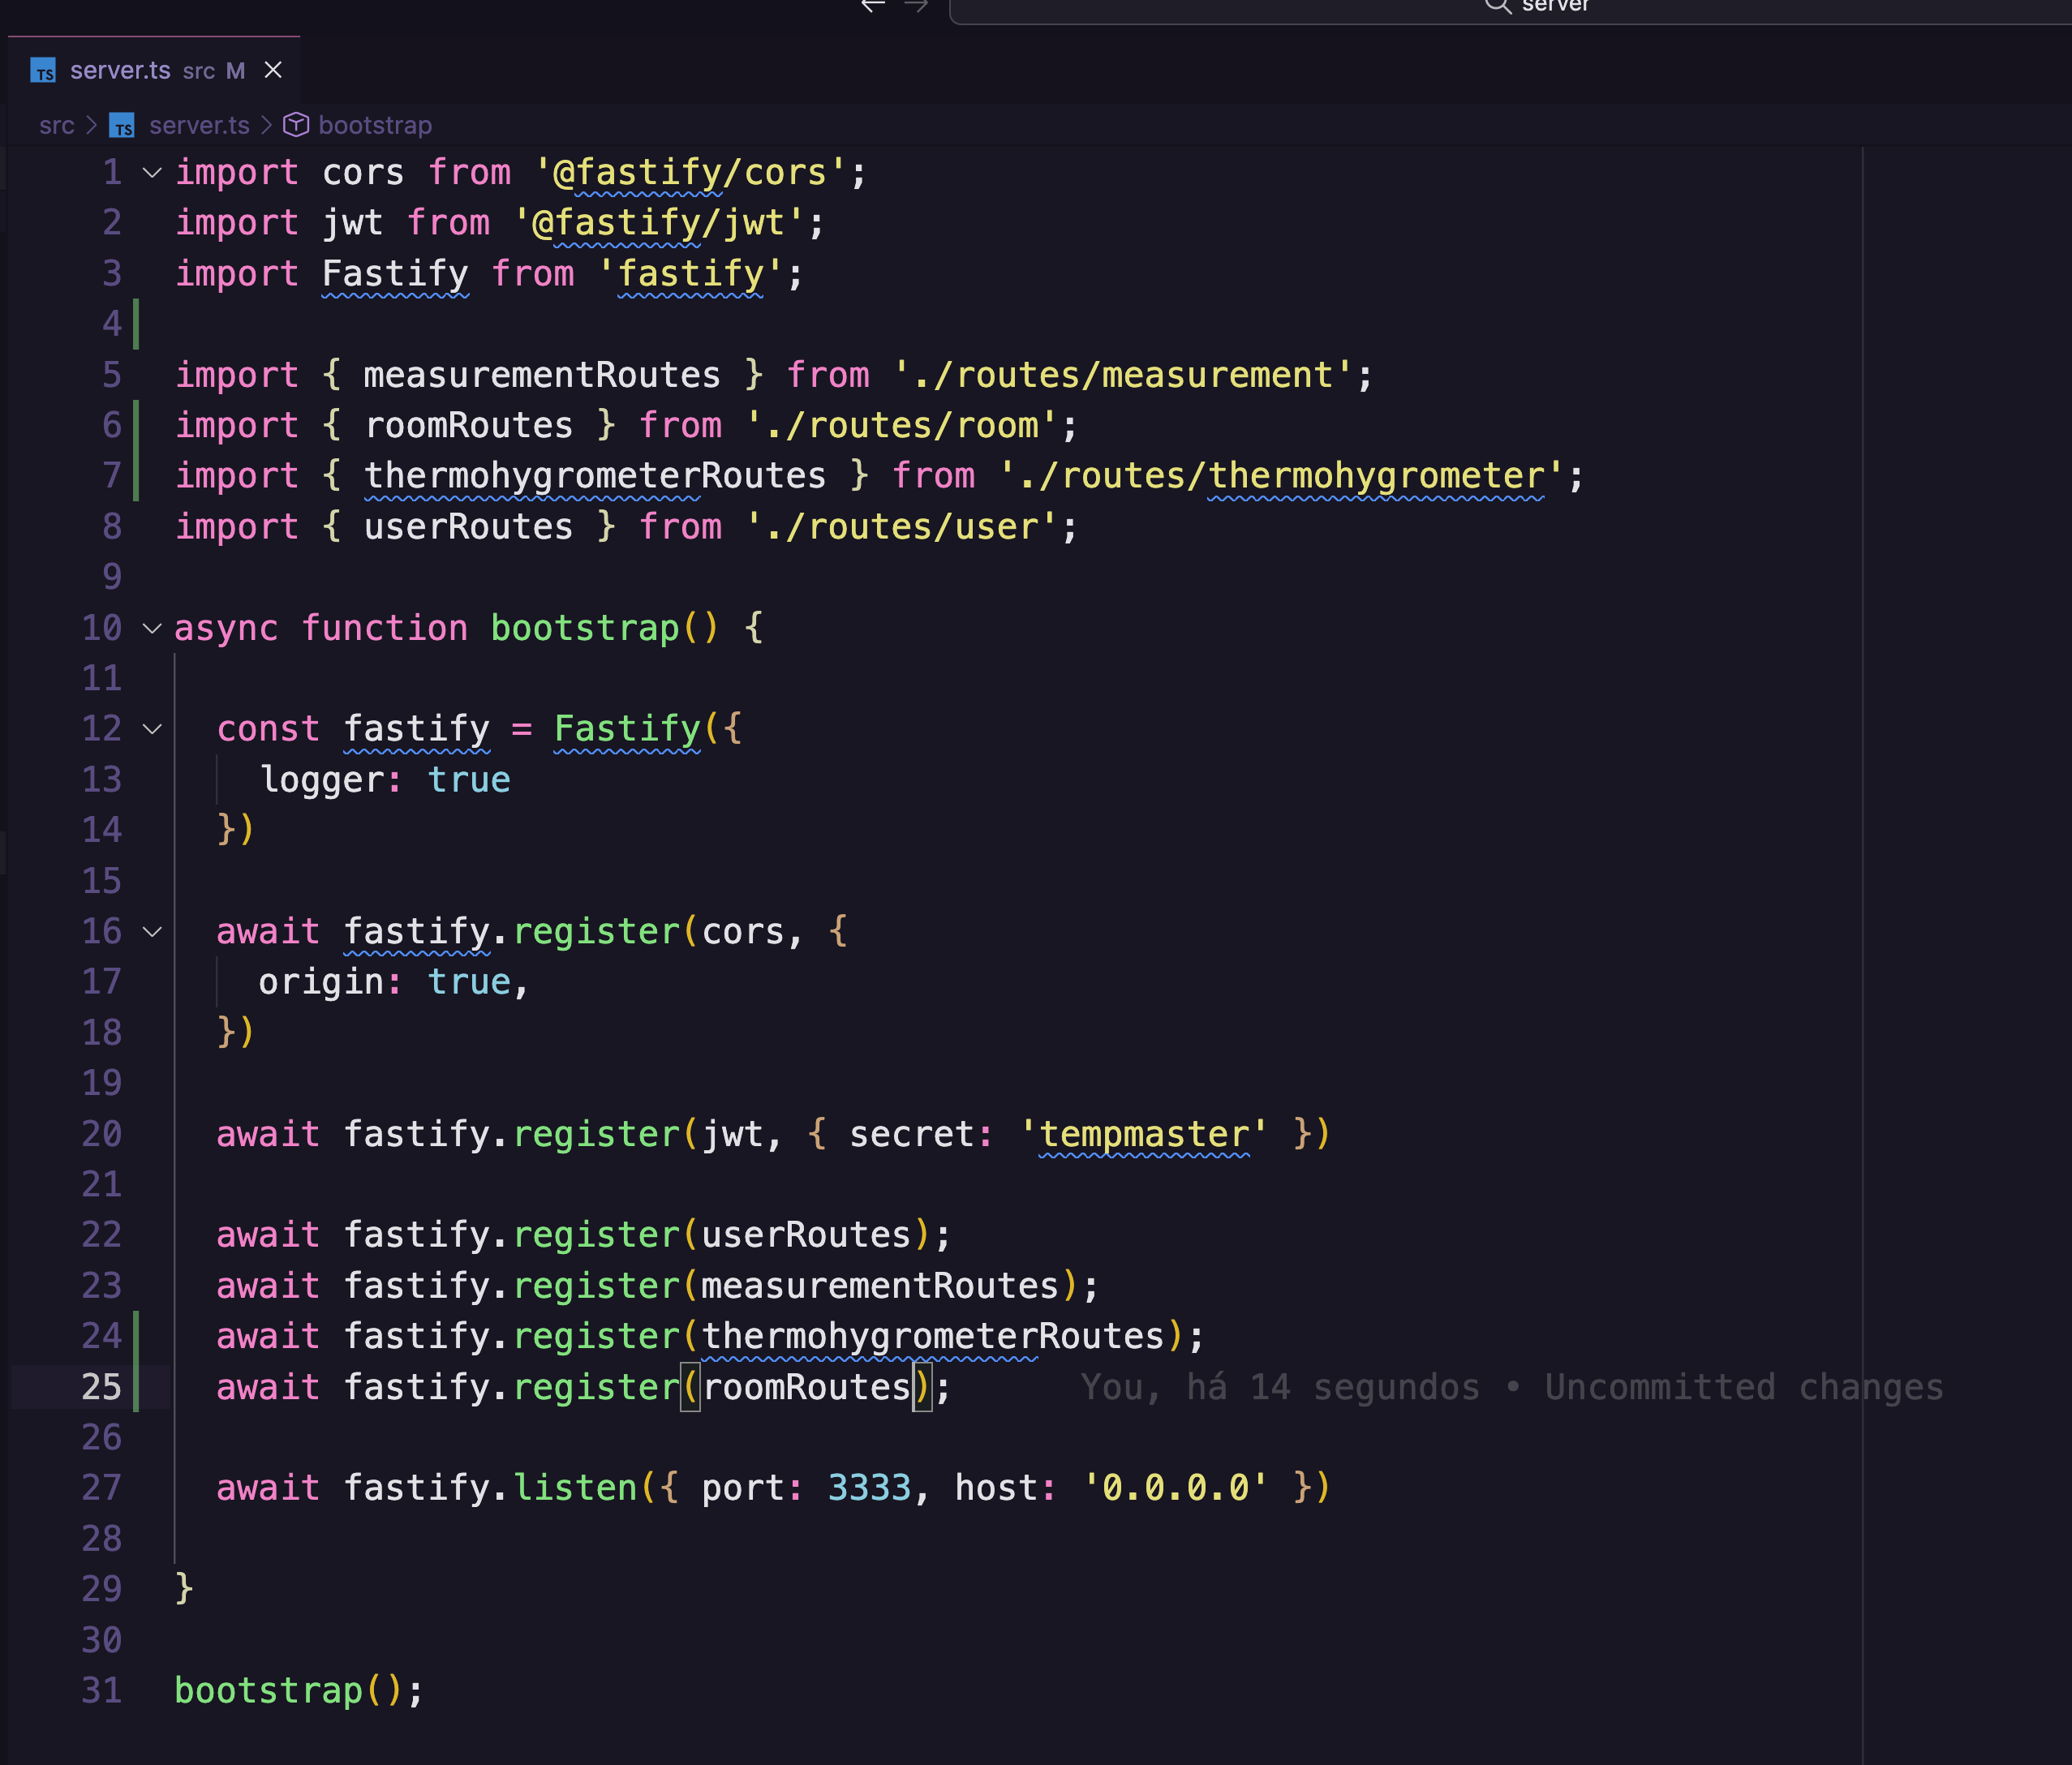 server
server.ts src M
src server.ts bootstrap
1 import cors from '@fastify/cors';
2 import jwt from '@fastify/jwt';
3 import Fastify from 'fastify';
4
5 import { measurementRoutes } from './routes/measurement';
6 import { roomRoutes } from './routes/room';
7 import { thermohygrometerRoutes } from './routes/thermohygrometer';
8 import { userRoutes } from './routes/user';
9
10 async function bootstrap() {
11
12   const fastify = Fastify({
13     logger: true
14   })
15
16   await fastify.register(cors, {
17     origin: true,
18   })
19
20   await fastify.register(jwt, { secret: 'tempmaster' })
21
22   await fastify.register(userRoutes);
23   await fastify.register(measurementRoutes);
24   await fastify.register(thermohygrometerRoutes);
25   await fastify.register(roomRoutes); You, há 14 segundos • Uncommitted changes
26
27   await fastify.listen({ port: 3333, host: '0.0.0.0' })
28
29 }
30
31 bootstrap();